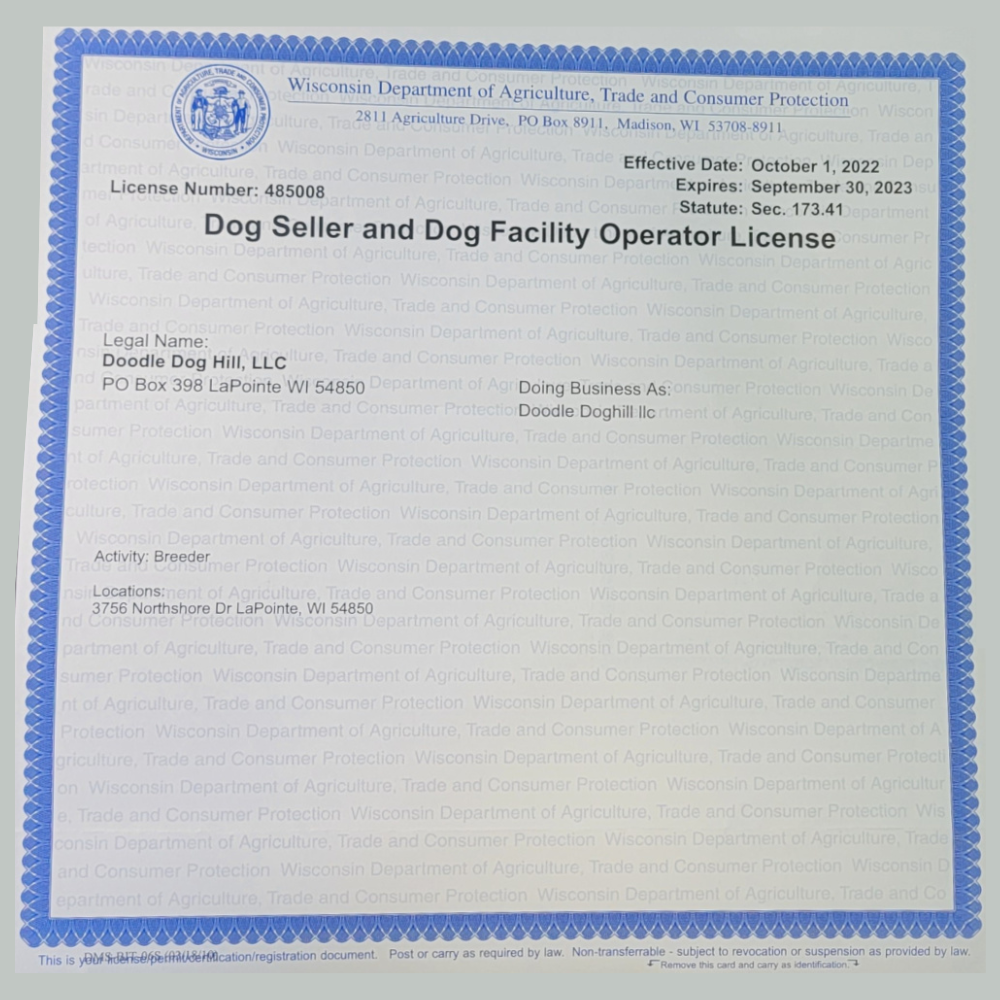 Wisconsin Department of Agriculture, Trade and Consumer Protection
2811 Agriculture Drive, PO Box 8911, Madison, WI 53708-8911
Effective Date: October 1, 2022
License Number: 485008
Expires: September 30, 2023
Statute: Sec. 173.41
Dog Seller and Dog Facility Operator License
Legal Name:
Doodle Dog Hill, LLC
PO Box 398 LaPointe WI 54850
Doing Business As:
Doodle Doghill llc
Activity: Breeder
Locations:
3756 Northshore Dr LaPointe, WI 54850
This is your license/permit/certification/registration document. Post or carry as required by law. Non-transferrable - subject to revocation or suspension as provided by law.
Remove this card and carry as identification.